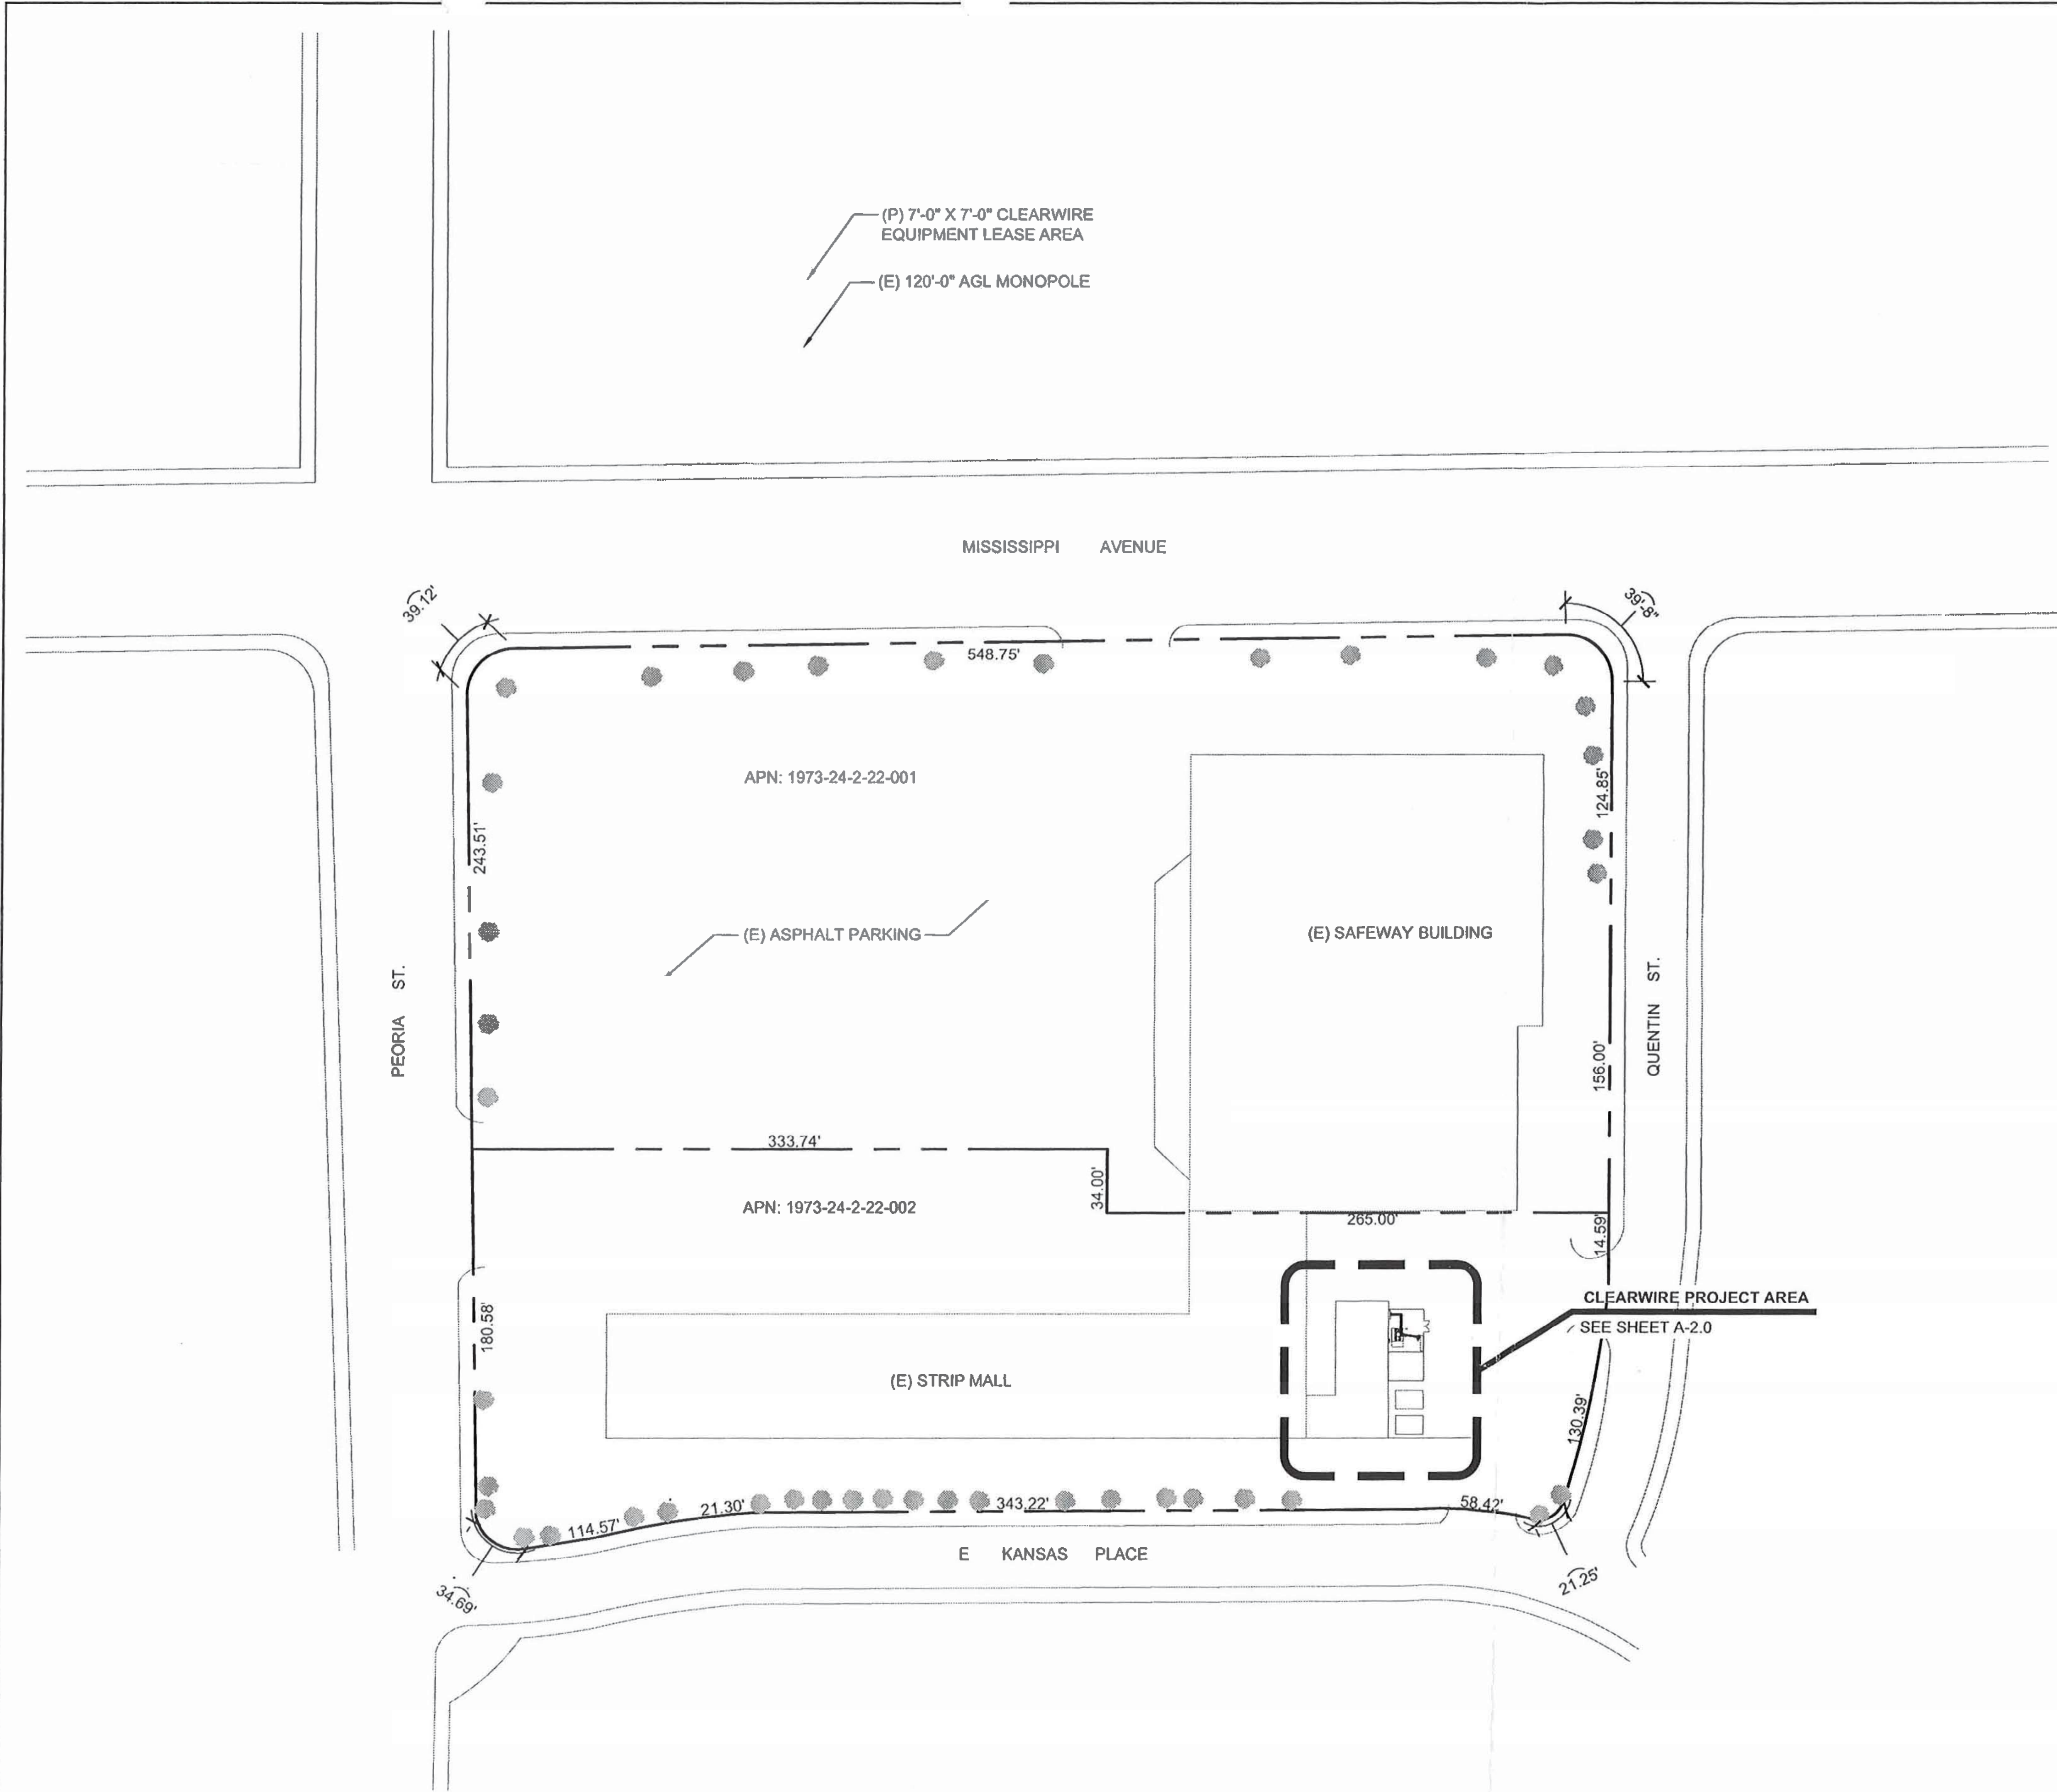 (P) 7'-0" X 7'-0" CLEARWIRE
EQUIPMENT LEASE AREA
(E) 120'-0" AGL MONOPOLE
MISSISSIPPI AVENUE
39.12'
39'-8"
548.75'
APN: 1973-24-2-22-001
124.85'
243.51'
(E) ASPHALT PARKING
(E) SAFEWAY BUILDING
PEORIA ST.
QUENTIN ST.
156.00'
333.74'
34.00'
APN: 1973-24-2-22-002
265.00'
14.59'
CLEARWIRE PROJECT AREA
SEE SHEET A-2.0
180.58'
(E) STRIP MALL
130.39'
114.57'
21.30'
343.22'
58.42'
E KANSAS PLACE
34.69'
21.25'